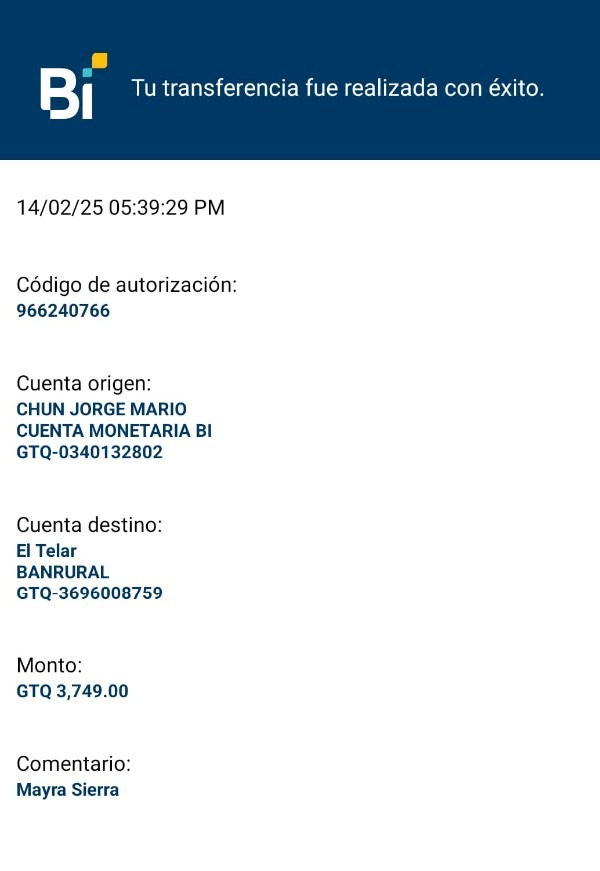 Bi
Tu transferencia fue realizada con éxito.
14/02/25 05:39:29 PM
Código de autorización:
966240766
Cuenta origen:
CHUN JORGE MARIO
CUENTA MONETARIA BI
GTQ-0340132802
Cuenta destino:
El Telar
BANRURAL
GTQ-3696008759
Monto:
GTQ 3,749.00
Comentario:
Mayra Sierra